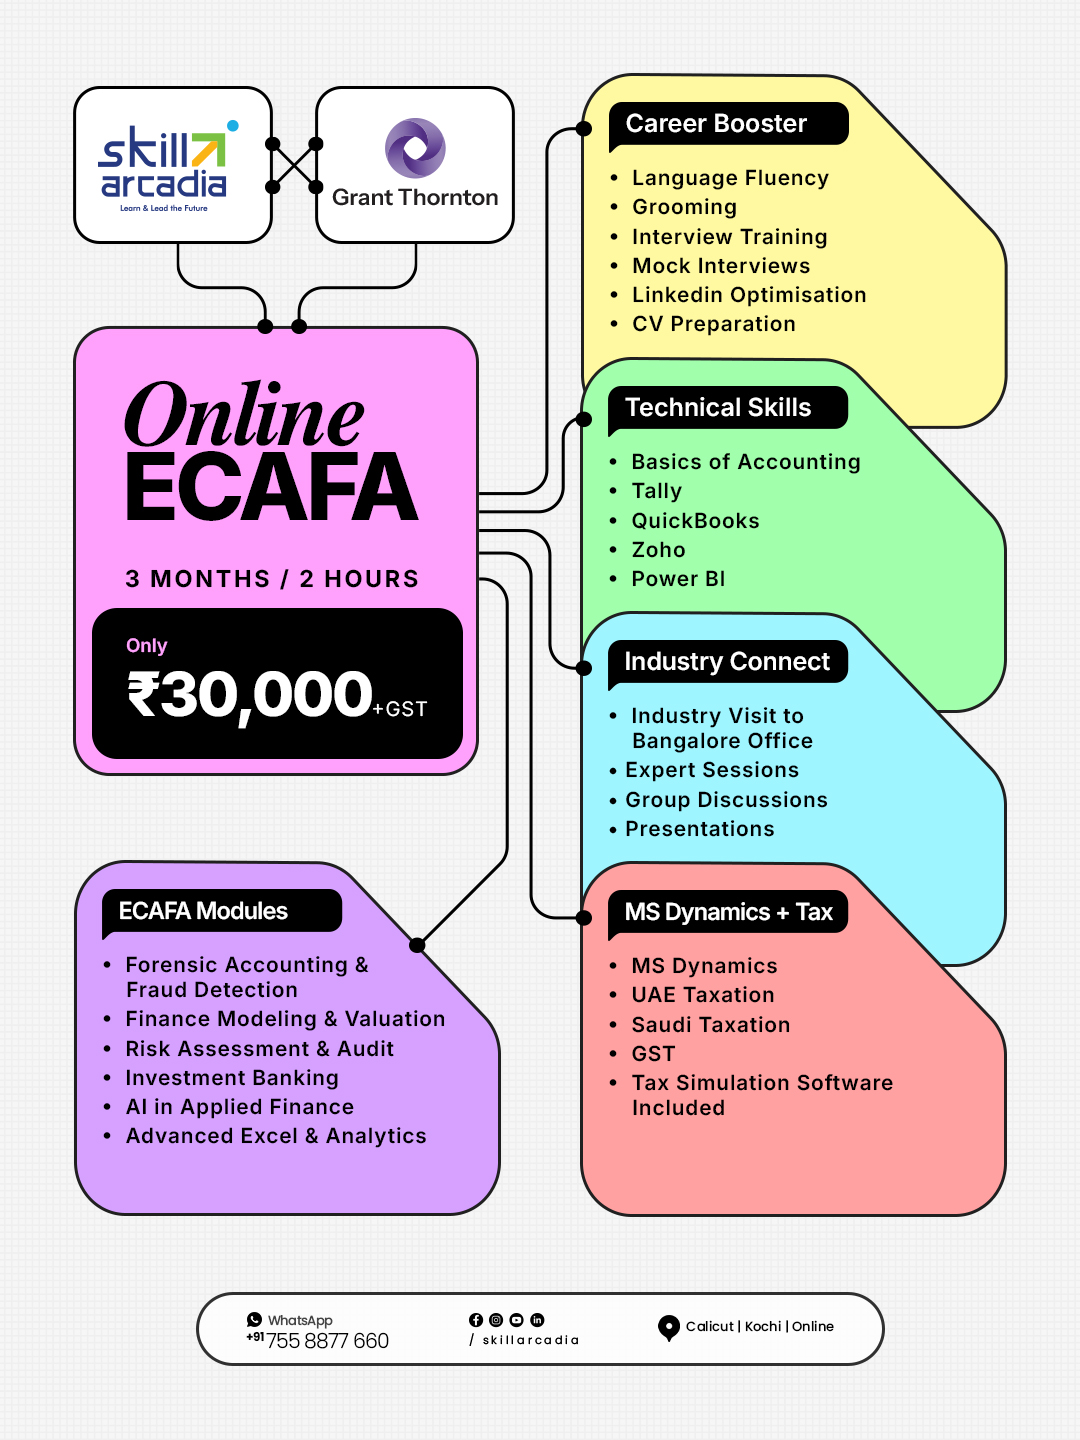 skill
arcadia
Learn & Lead the Future
Grant Thornton
Online
ECAFA
3 MONTHS / 2 HOURS
Only
₹30,000+GST
Career Booster
• Language Fluency
• Grooming
• Interview Training
• Mock Interviews
• Linkedin Optimisation
• CV Preparation
Technical Skills
• Basics of Accounting
• Tally
• QuickBooks
• Zoho
• Power BI
Industry Connect
• Industry Visit to
Bangalore Office
• Expert Sessions
• Group Discussions
• Presentations
ECAFA Modules
• Forensic Accounting &
Fraud Detection
• Finance Modeling & Valuation
• Risk Assessment & Audit
• Investment Banking
• AI in Applied Finance
• Advanced Excel & Analytics
MS Dynamics + Tax
• MS Dynamics
• UAE Taxation
• Saudi Taxation
• GST
• Tax Simulation Software
Included
WhatsApp
+91 755 8877 660
/ skillarcadia
Calicut | Kochi | Online